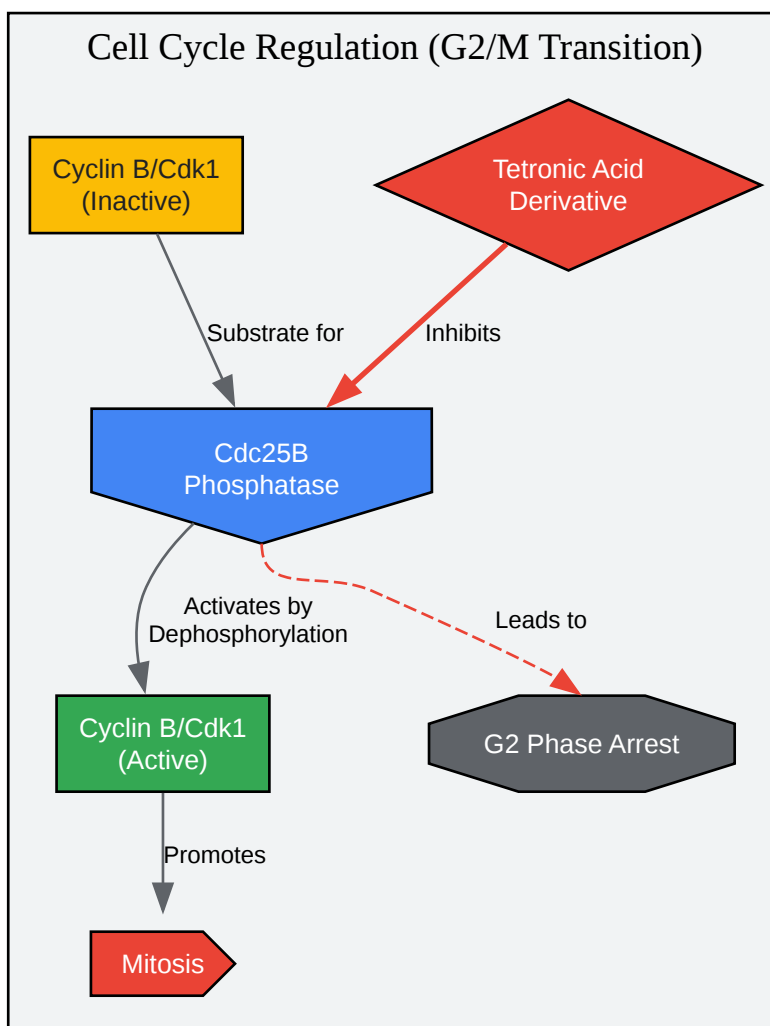 Cell Cycle Regulation (G2/M Transition)
Cyclin B/Cdk1
(Inactive)
Tetronic Acid
Derivative
Substrate for
Inhibits
Cdc25B
Phosphatase
Activates by
Dephosphorylation
Leads to
Cyclin B/Cdk1
(Active)
G2 Phase Arrest
Promotes
Mitosis